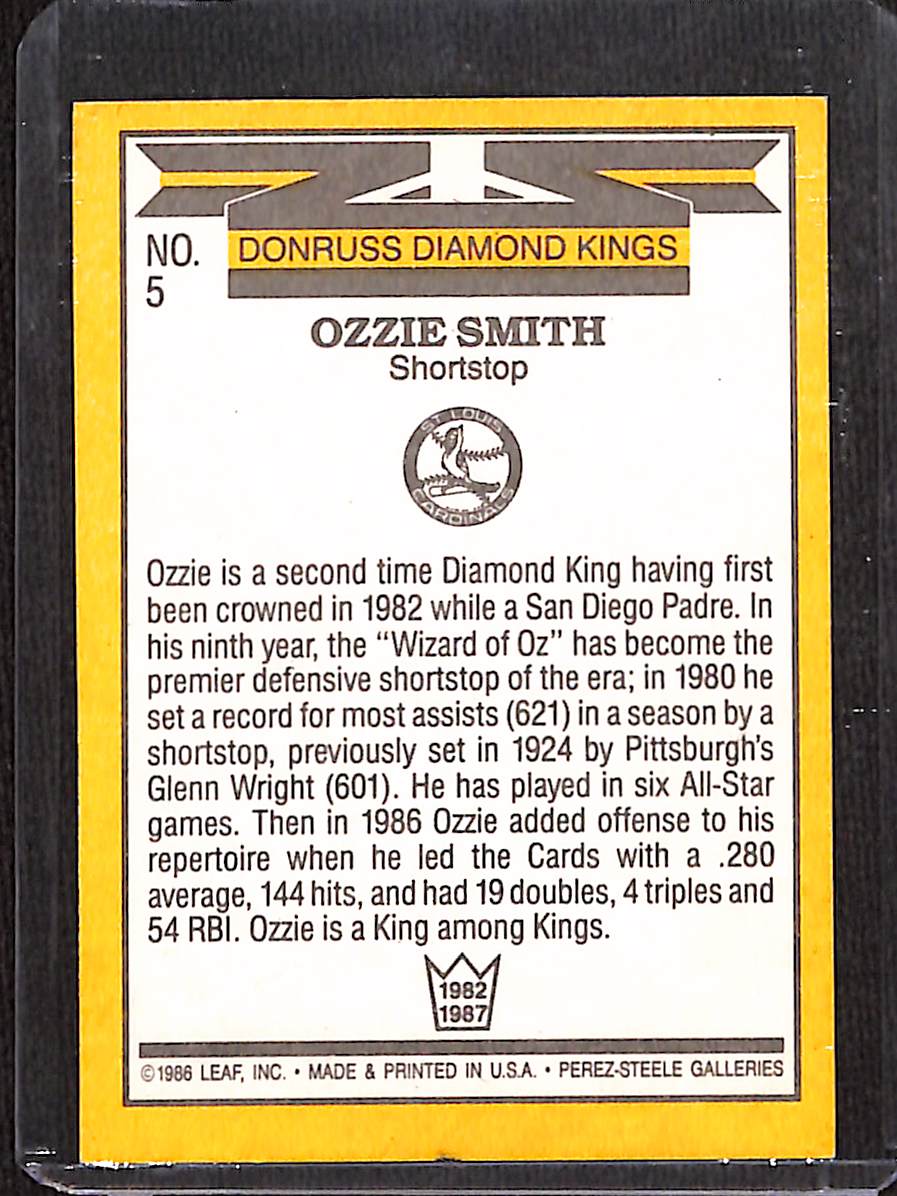 NO.
5
DONRUSS DIAMOND KINGS
OZZIE SMITH
Shortstop
ST LOUIS
CARDINALS
Ozzie is a second time Diamond King having first
been crowned in 1982 while a San Diego Padre. In
his ninth year, the “Wizard of Oz” has become the
premier defensive shortstop of the era; in 1980 he
set a record for most assists (621) in a season by a
shortstop, previously set in 1924 by Pittsburgh's
Glenn Wright (601). He has played in six All-Star
games. Then in 1986 Ozzie added offense to his
repertoire when he led the Cards with a .280
average, 144 hits, and had 19 doubles, 4 triples and
54 RBI. Ozzie is a King among Kings.
1982
1987
©1986 LEAF, INC. • MADE & PRINTED IN U.S.A. • PEREZ-STEELE GALLERIES